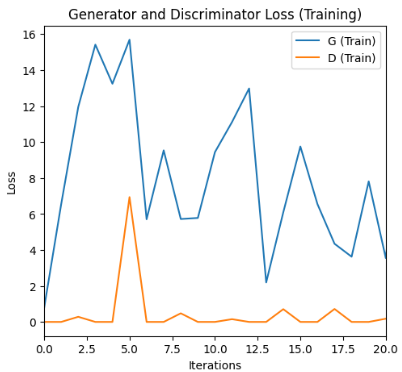 Generator and Discriminator Loss (Training)
G (Train)
D (Train)
16
14
12
10
8
6
4
2
0
Loss
0.0 2.5 5.0 7.5 10.0 12.5 15.0 17.5 20.0
Iterations